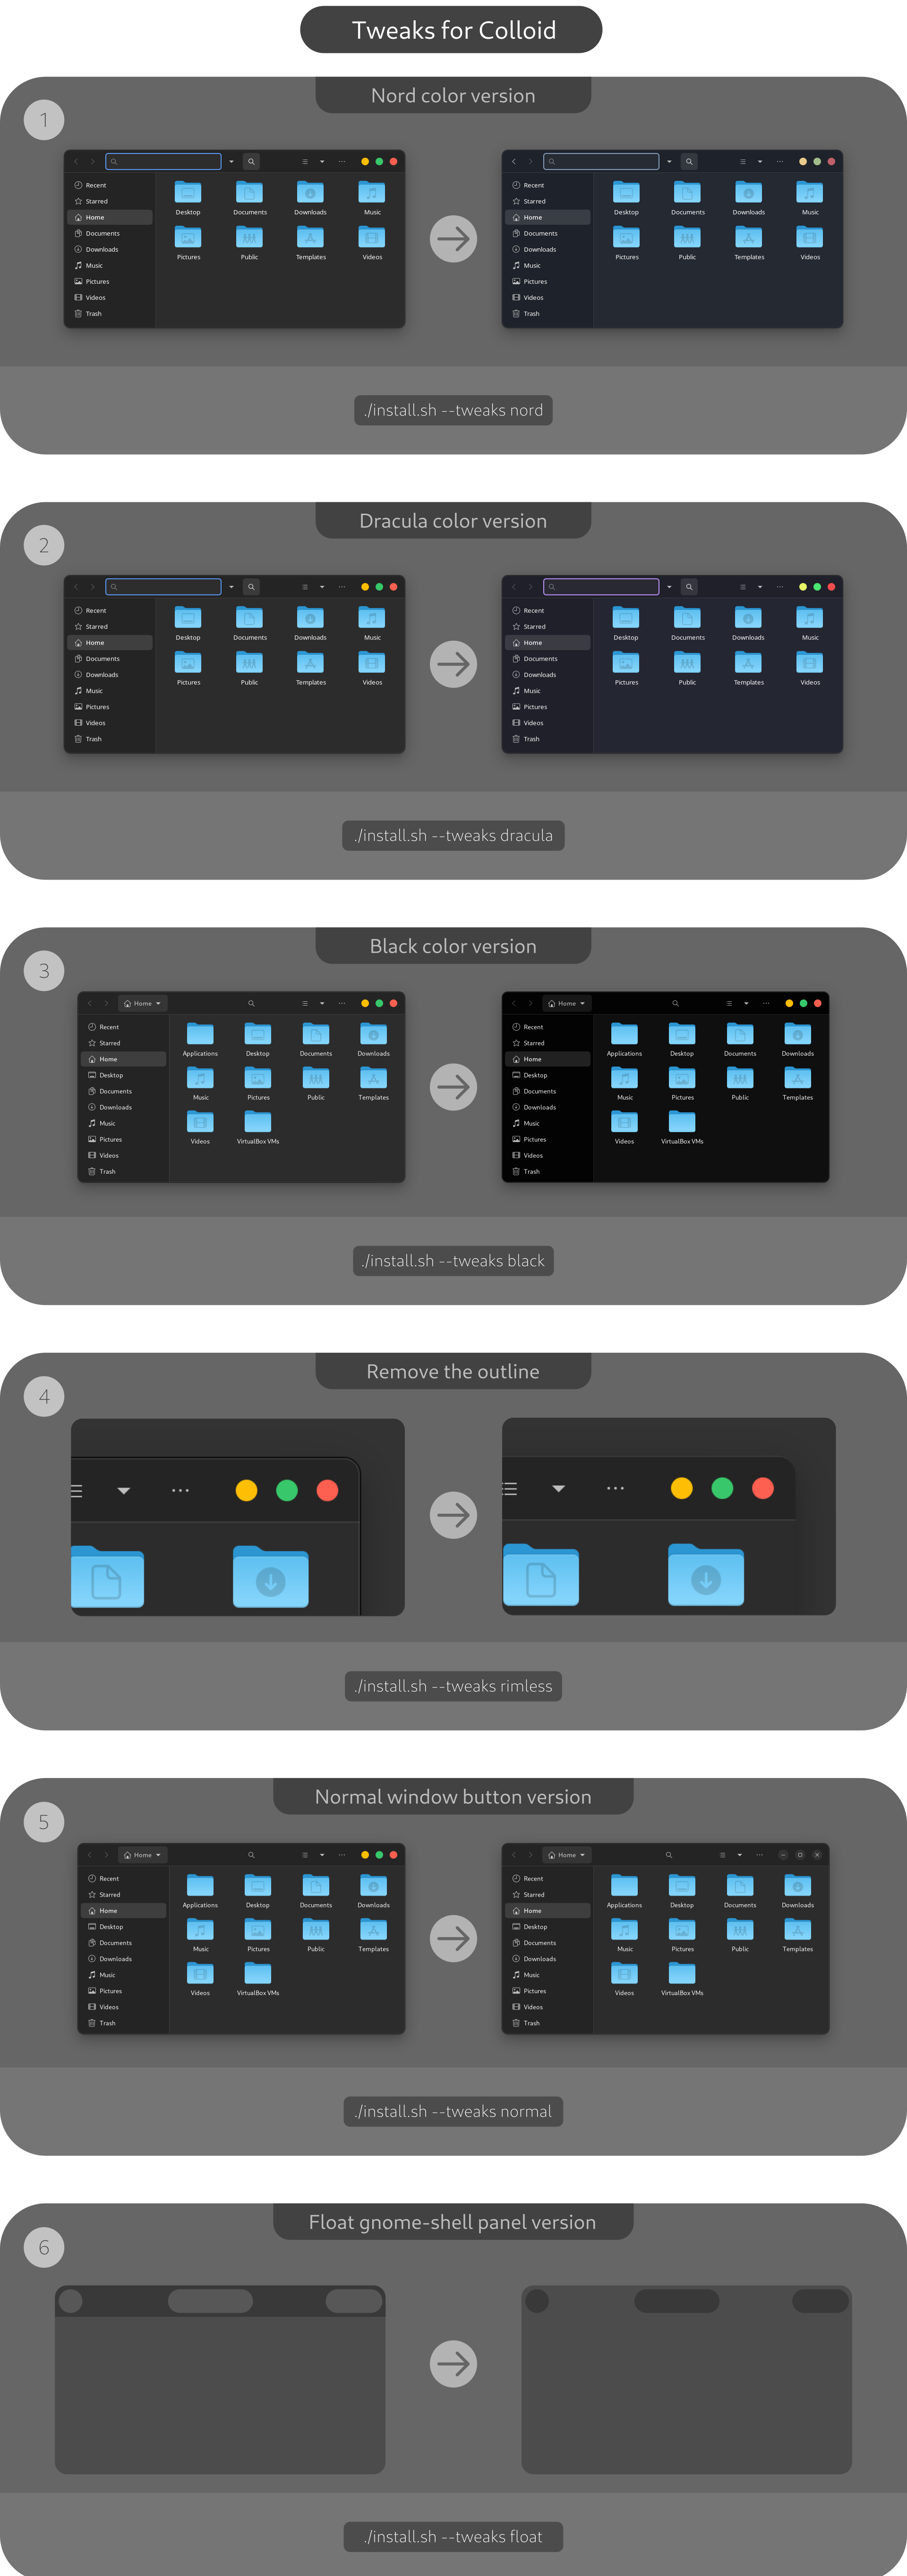 Tweaks for Colloid
Nord color version
1
Recent
Starred
Home
Documents
Downloads
Music
Pictures
Videos
Trash
Desktop Documents Downloads Music
Pictures Public Templates Videos
Recent
Starred
Home
Documents
Downloads
Music
Pictures
Videos
Trash
Desktop Documents Downloads Music
Pictures Public Templates Videos
./install.sh --tweaks nord
Dracula color version
2
Recent
Starred
Home
Documents
Downloads
Music
Pictures
Videos
Trash
Desktop Documents Downloads Music
Pictures Public Templates Videos
Recent
Starred
Home
Documents
Downloads
Music
Pictures
Videos
Trash
Desktop Documents Downloads Music
Pictures Public Templates Videos
./install.sh --tweaks dracula
Black color version
3
Home
Recent
Starred
Home
Desktop
Documents
Downloads
Music
Pictures
Videos
Trash
Applications Desktop Documents Downloads
Music Pictures Public Templates
Videos VirtualBox VMs
Home
Recent
Starred
Home
Desktop
Documents
Downloads
Music
Pictures
Videos
Trash
Applications Desktop Documents Downloads
Music Pictures Public Templates
Videos VirtualBox VMs
./install.sh --tweaks black
Remove the outline
4
./install.sh --tweaks rimless
Normal window button version
5
Home
Recent
Starred
Home
Desktop
Documents
Downloads
Music
Pictures
Videos
Trash
Applications Desktop Documents Downloads
Music Pictures Public Templates
Videos VirtualBox VMs
Home
Recent
Starred
Home
Desktop
Documents
Downloads
Music
Pictures
Videos
Trash
Applications Desktop Documents Downloads
Music Pictures Public Templates
Videos VirtualBox VMs
./install.sh --tweaks normal
Float gnome-shell panel version
6
./install.sh --tweaks float